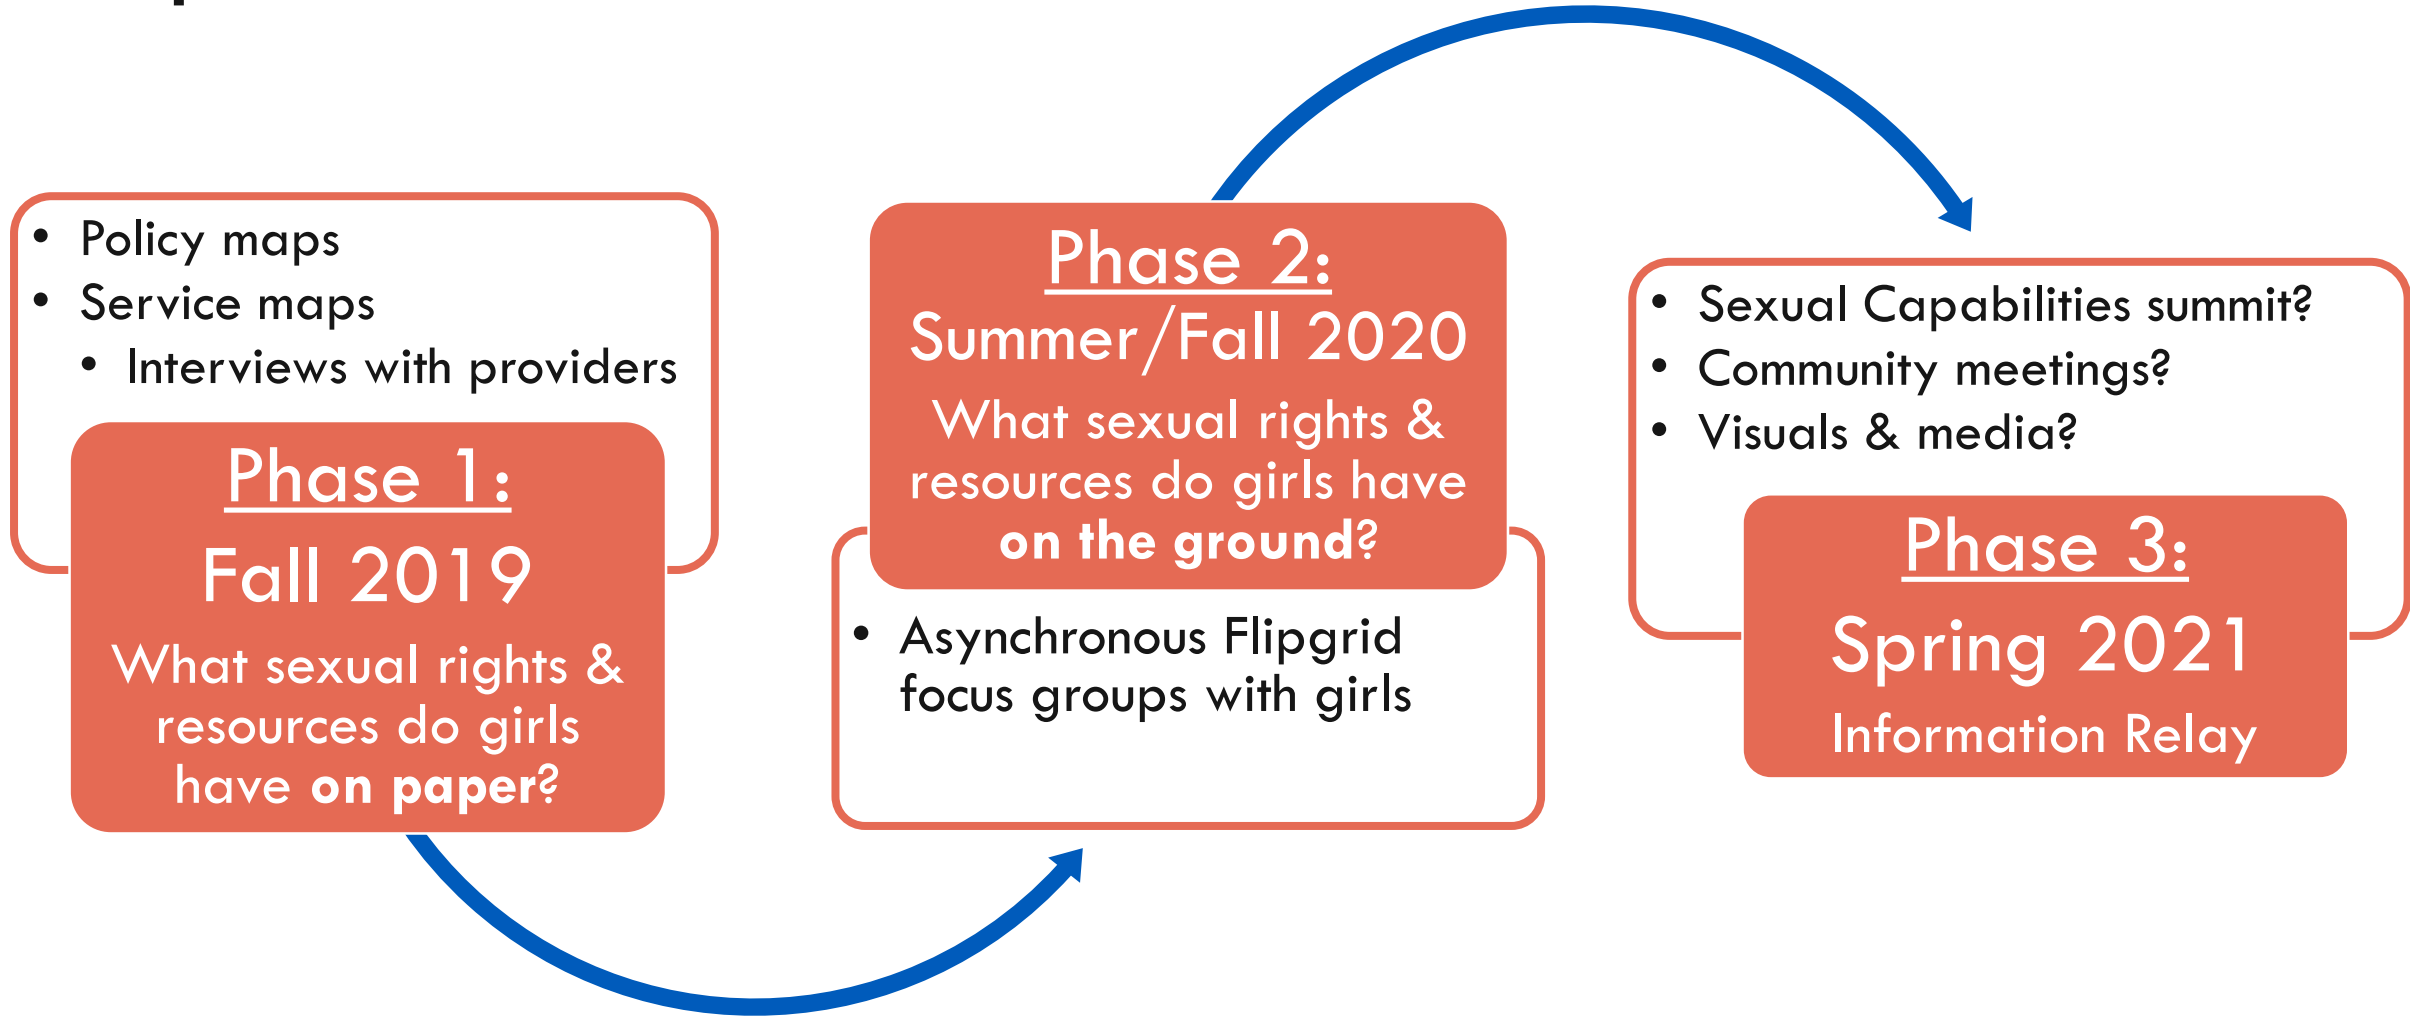 • Policy maps
• Service maps
• Interviews with providers
Phase 1:
Fall 2019
What sexual rights &
resources do girls
have on paper?
Phase 2:
Summer/Fall 2020
What sexual rights &
resources do girls have
on the ground?
• Asynchronous Flipgrid
focus groups with girls
• Sexual Capabilities summit?
• Community meetings?
• Visuals & media?
Phase 3:
Spring 2021
Information Relay